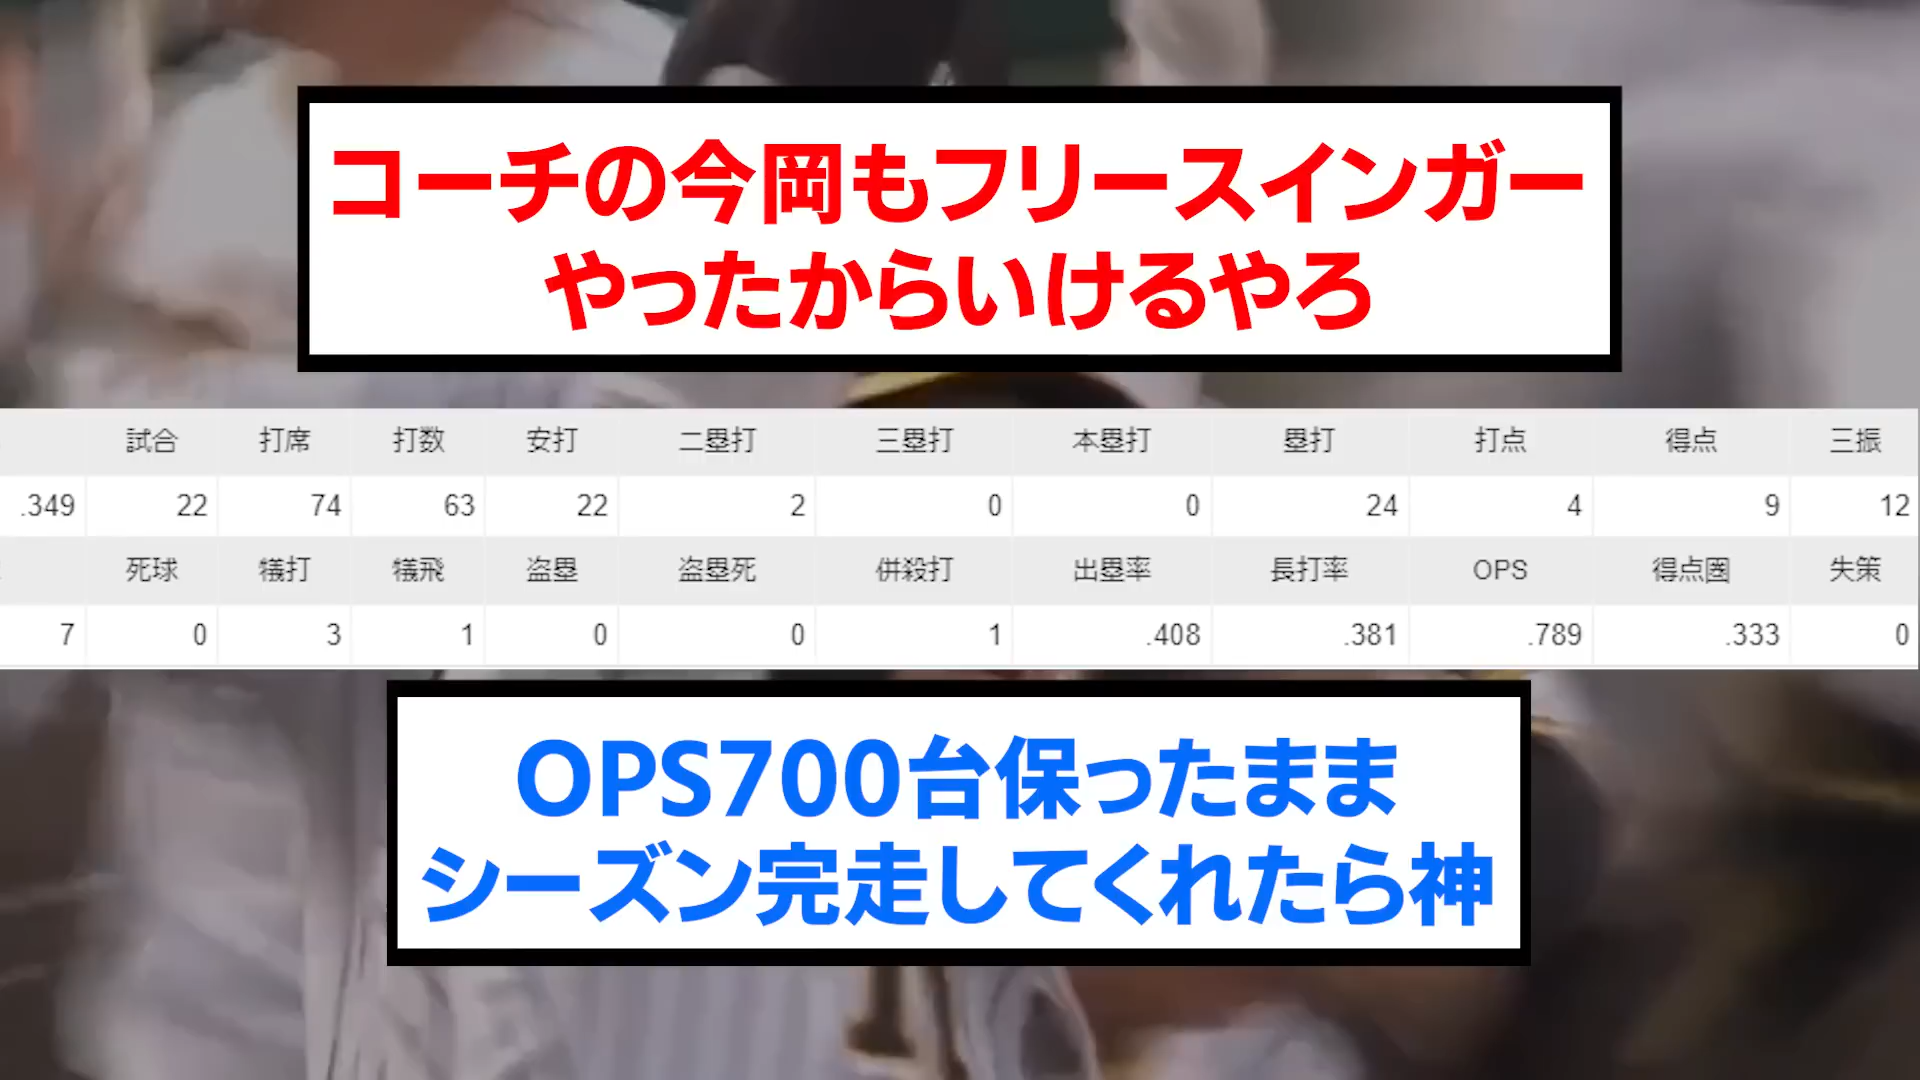 コーチの今岡もフリースインガー
やったからいけるやろ
試合 打席 打数 安打 二塁打 三塁打 本塁打 塁打 打点 得点 三振
.349 22 74 63 22 2 0 0 24 4 9 12
死球 犠打 犠飛 盗塁 盗塁死 併殺打 出塁率 長打率 OPS 得点圏 失策
7 0 3 1 0 0 1 .408 .381 .789 .333 0
OPS700台保ったまま
シーズン完走してくれたら神